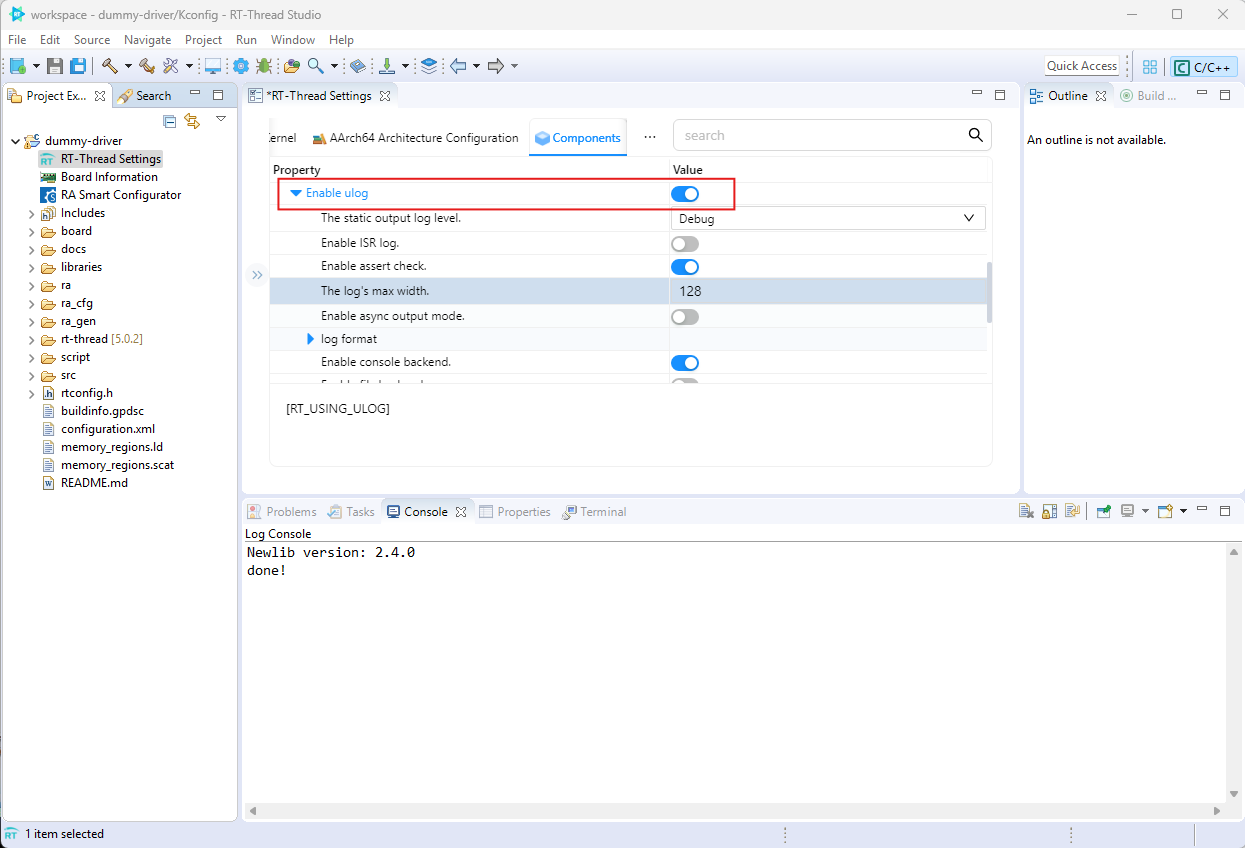 workspace - dummy-driver/Kconfig - RT-Thread Studio
File Edit Source Navigate Project Run Window Help
Quick Access
C/C++
Project Ex...
Search
dummy-driver
RT-Thread Settings
Board Information
RA Smart Configurator
Includes
board
docs
libraries
ra
ra_cfg
ra_gen
rt-thread [5.0.2]
script
src
rtconfig.h
buildinfo.gpdsc
configuration.xml
memory_regions.ld
memory_regions.scat
README.md
*RT-Thread Settings
ernel AArch64 Architecture Configuration Components ... search
Property Value
Enable ulog
The static output log level. Debug
Enable ISR log.
Enable assert check.
The log's max width. 128
Enable async output mode.
log format
Enable console backend.
[RT_USING_ULOG]
Outline Build ...
An outline is not available.
Problems Tasks Console Properties Terminal
Log Console
Newlib version: 2.4.0
done!
RT 1 item selected